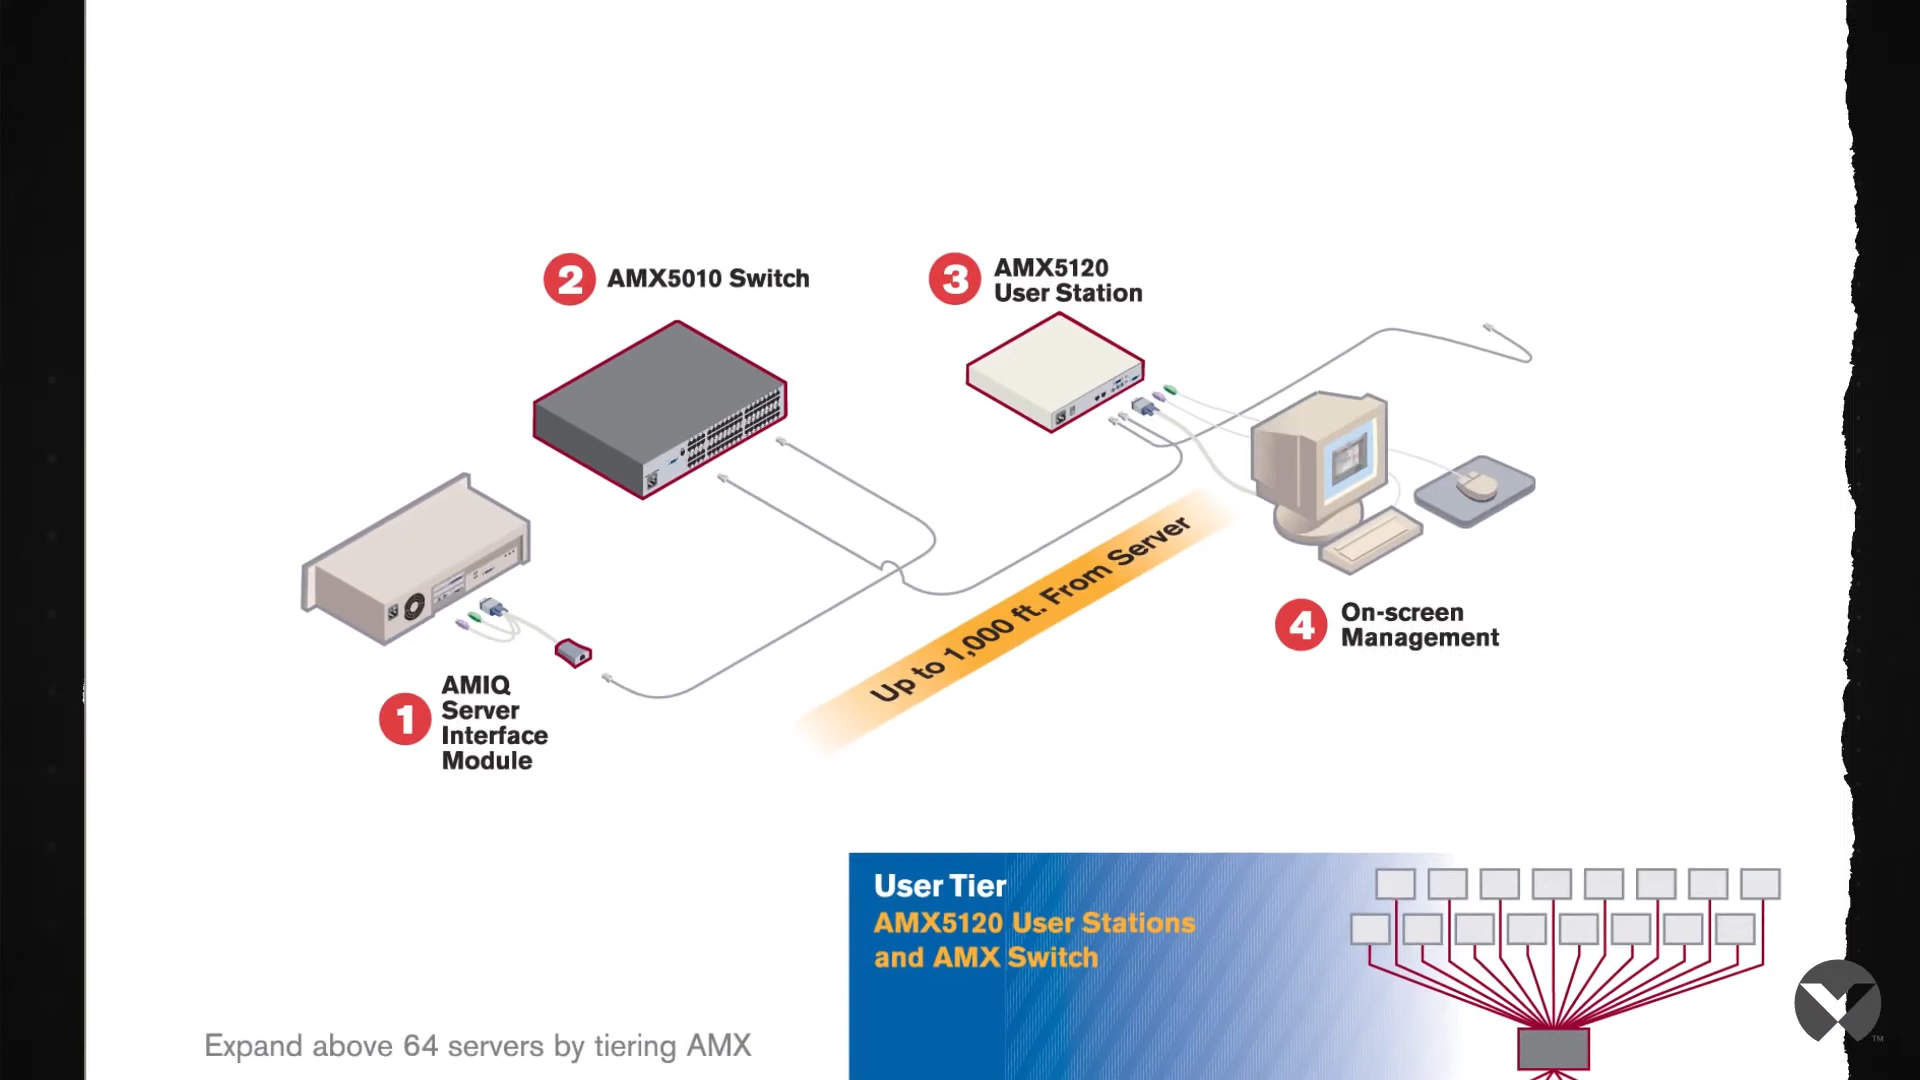 2 AMX5010 Switch
3 AMX5120
User Station
Up to 1,000 ft. From Server
4 On-screen
Management
1 AMIQ
Server
Interface
Module
User Tier
AMX5120 User Stations
and AMX Switch
Expand above 64 servers by tiering AMX
TM